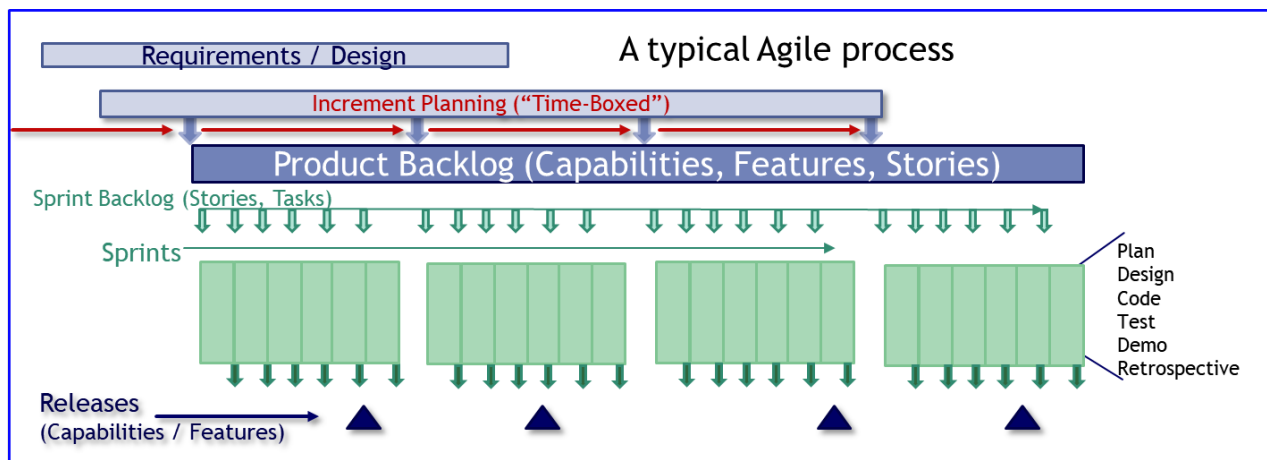 Requirements / Design
A typical Agile process
Increment Planning (“Time-Boxed”)
Product Backlog (Capabilities, Features, Stories)
Sprint Backlog (Stories, Tasks)
Sprints
Plan
Design
Code
Test
Demo
Retrospective
Releases
(Capabilities / Features)